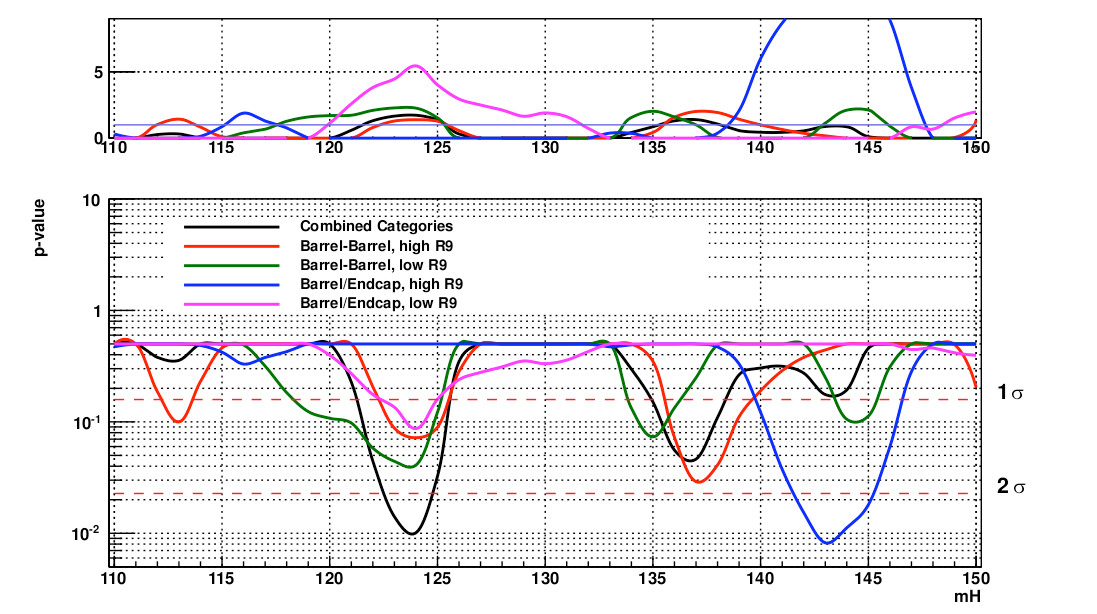 5
0
110 115 120 125 130 135 140 145 150
p-value
10
Combined Categories
Barrel-Barrel, high R9
Barrel-Barrel, low R9
Barrel/Endcap, high R9
Barrel/Endcap, low R9
1
1 σ
10⁻¹
2 σ
10⁻²
110 115 120 125 130 135 140 145 150
mH